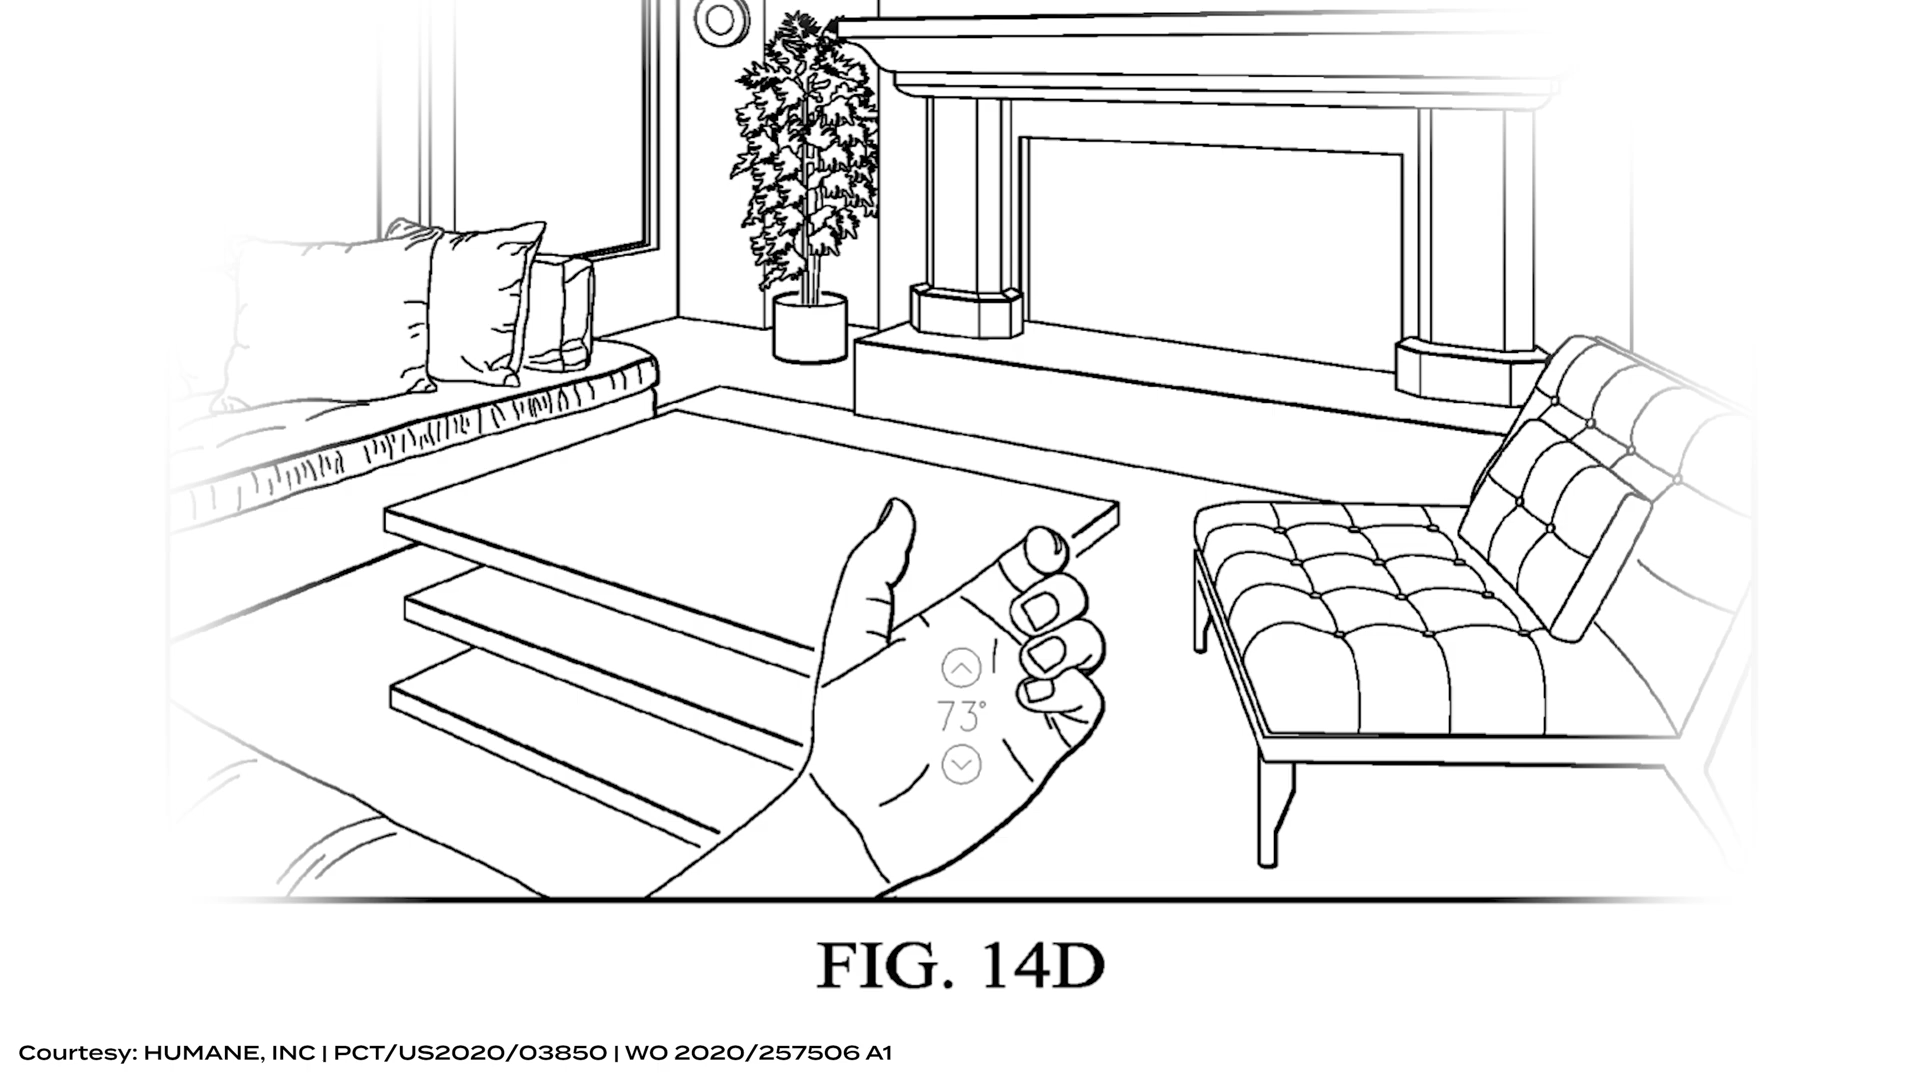 73°
FIG. 14D
Courtesy: HUMANE, INC | PCT/US2020/03850 | WO 2020/257506 A1